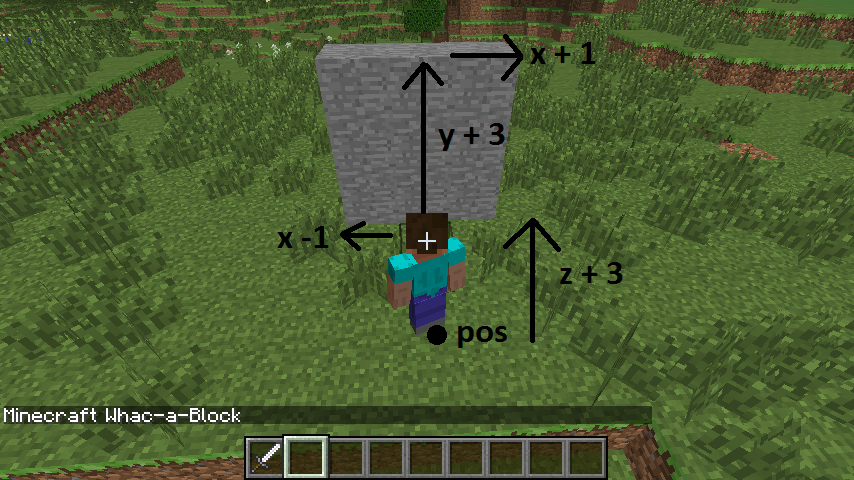 x + 1
y + 3
x -1
z + 3
pos
Minecraft Whac-a-Block